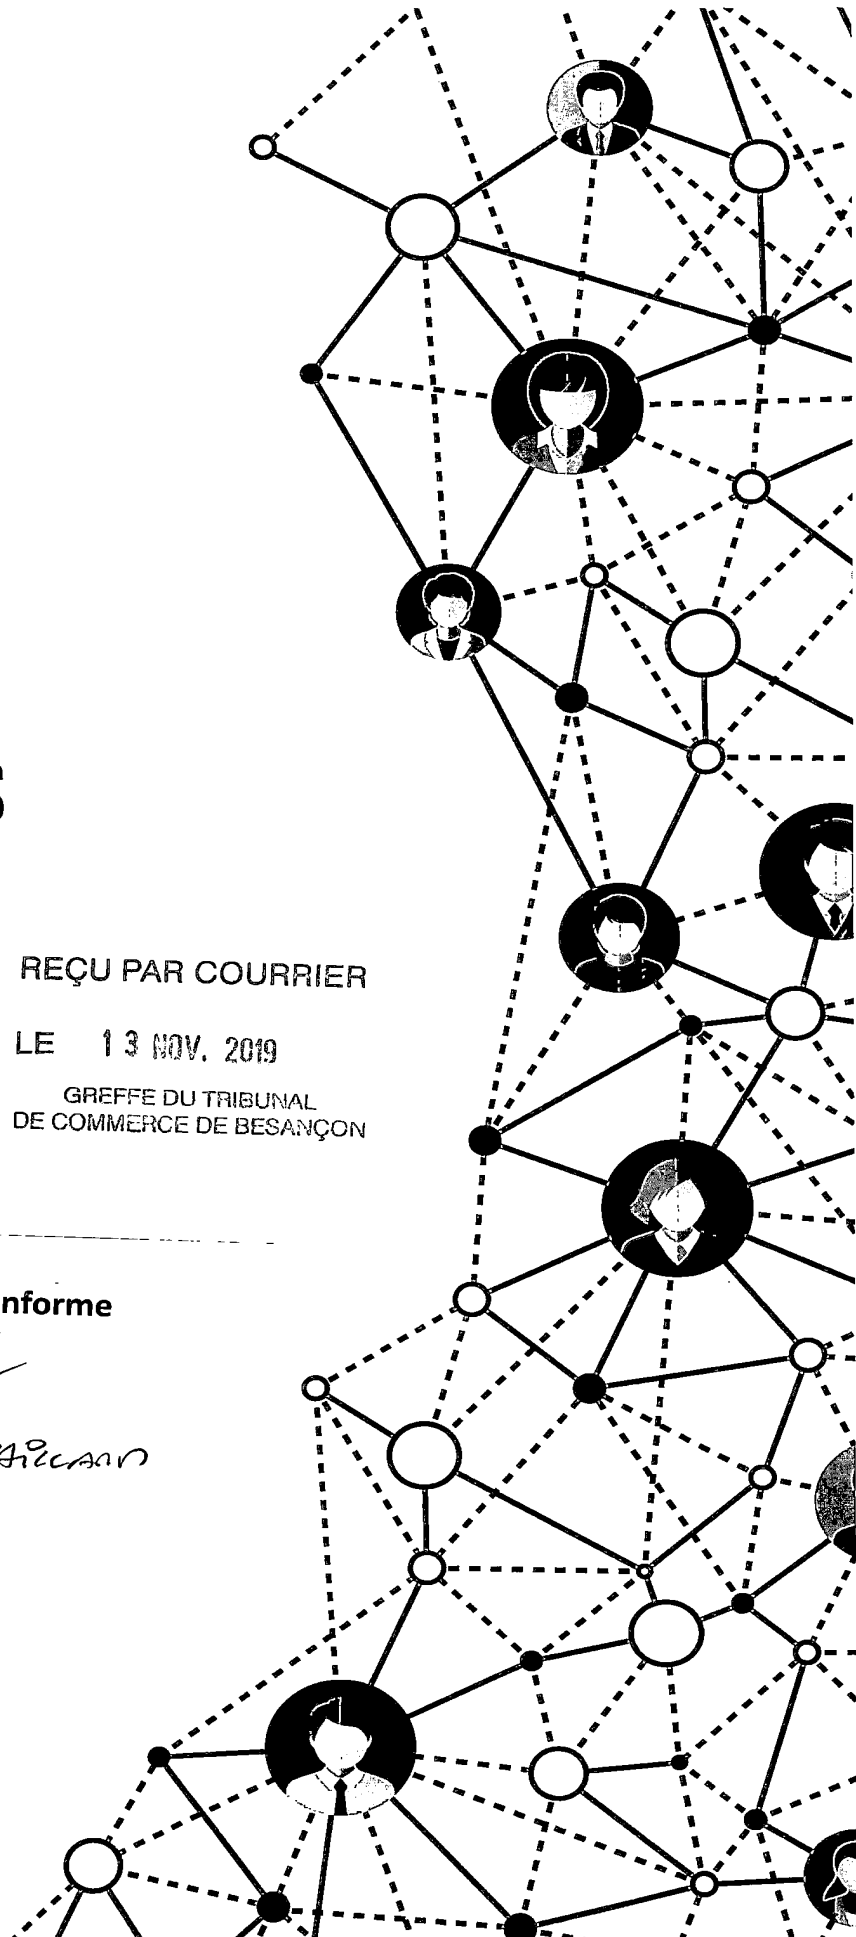 REÇU PAR COURRIER
LE 13 NOV. 2019
GREFFE DU TRIBUNAL
DE COMMERCE DE BESANÇON
nforme